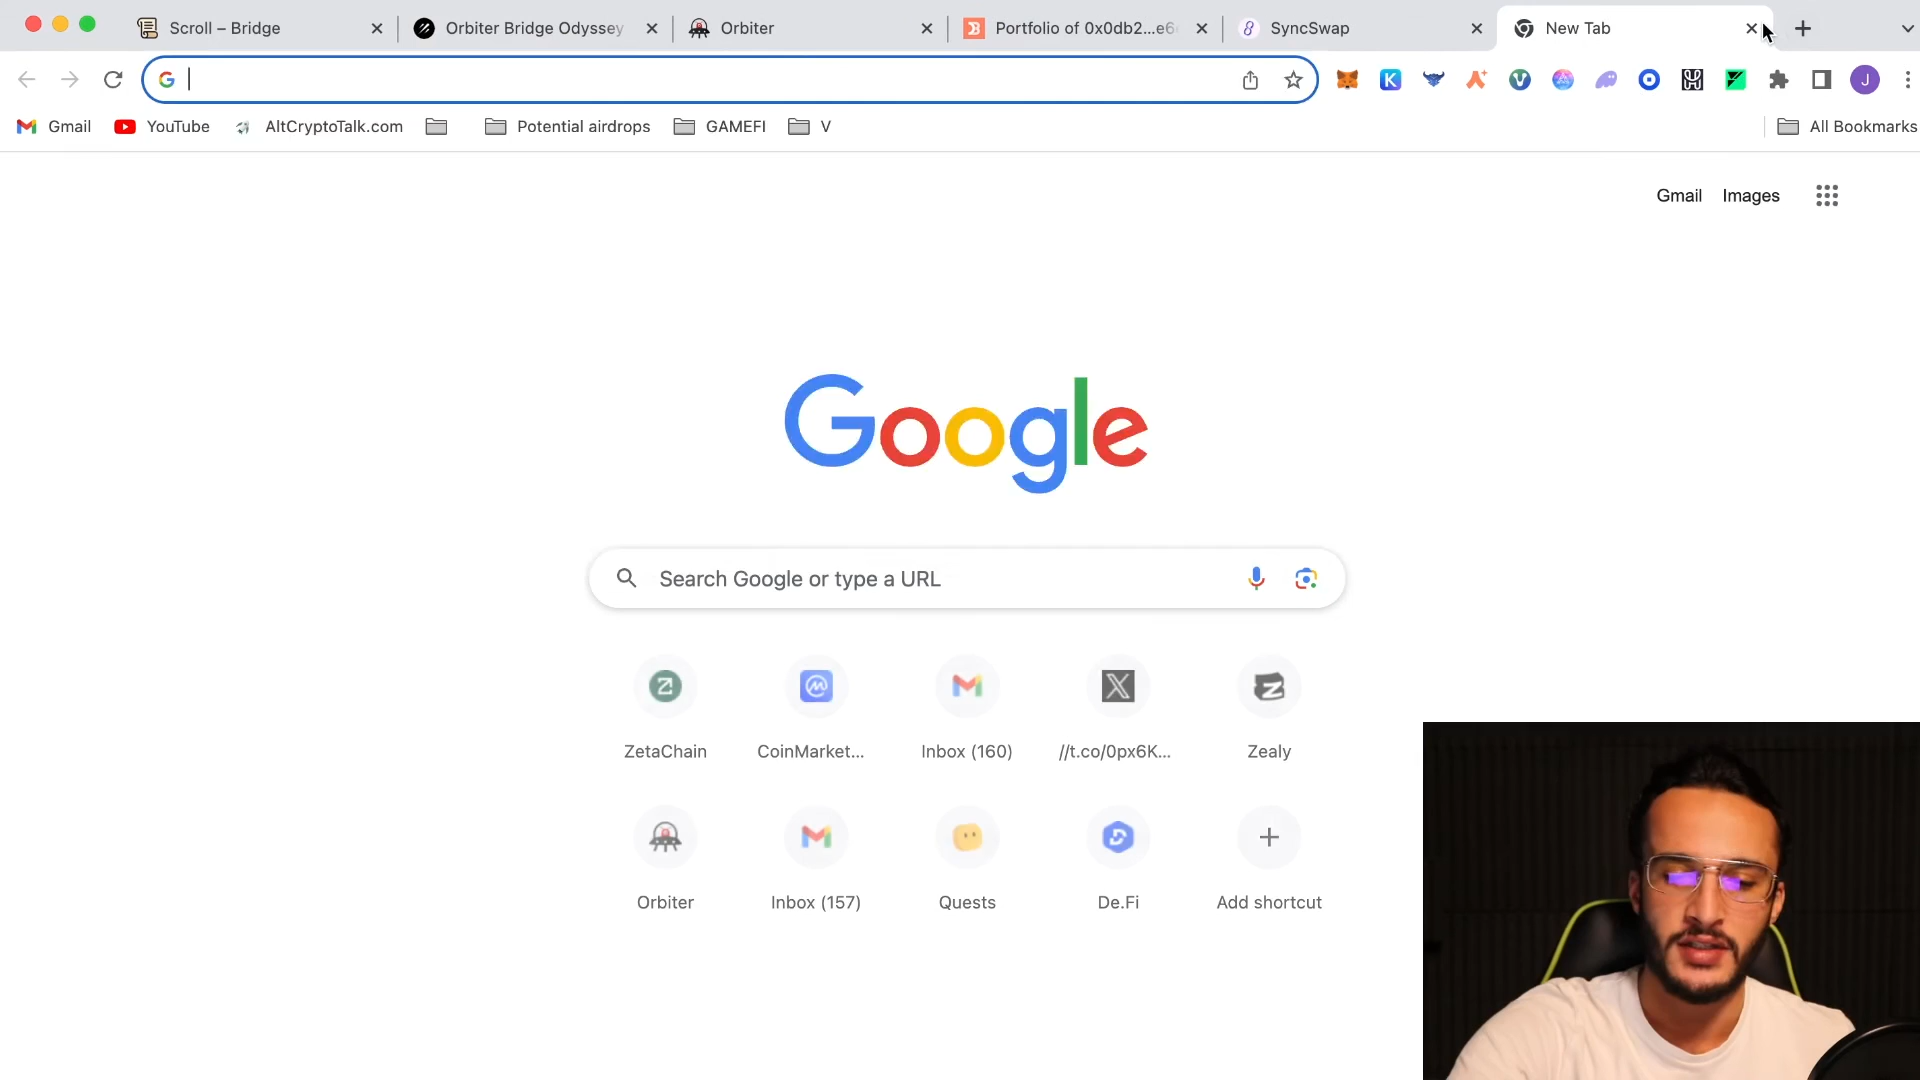 Scroll – Bridge
Orbiter Bridge Odyssey
Orbiter
Portfolio of 0x0db2...e6
SyncSwap
New Tab
J
Gmail
YouTube
AltCryptoTalk.com
Potential airdrops
GAMEFI
V
All Bookmarks
Gmail
Images
Google
Search Google or type a URL
ZetaChain
CoinMarket...
Inbox (160)
//t.co/0px6K...
Zealy
Orbiter
Inbox (157)
Quests
De.Fi
Add shortcut